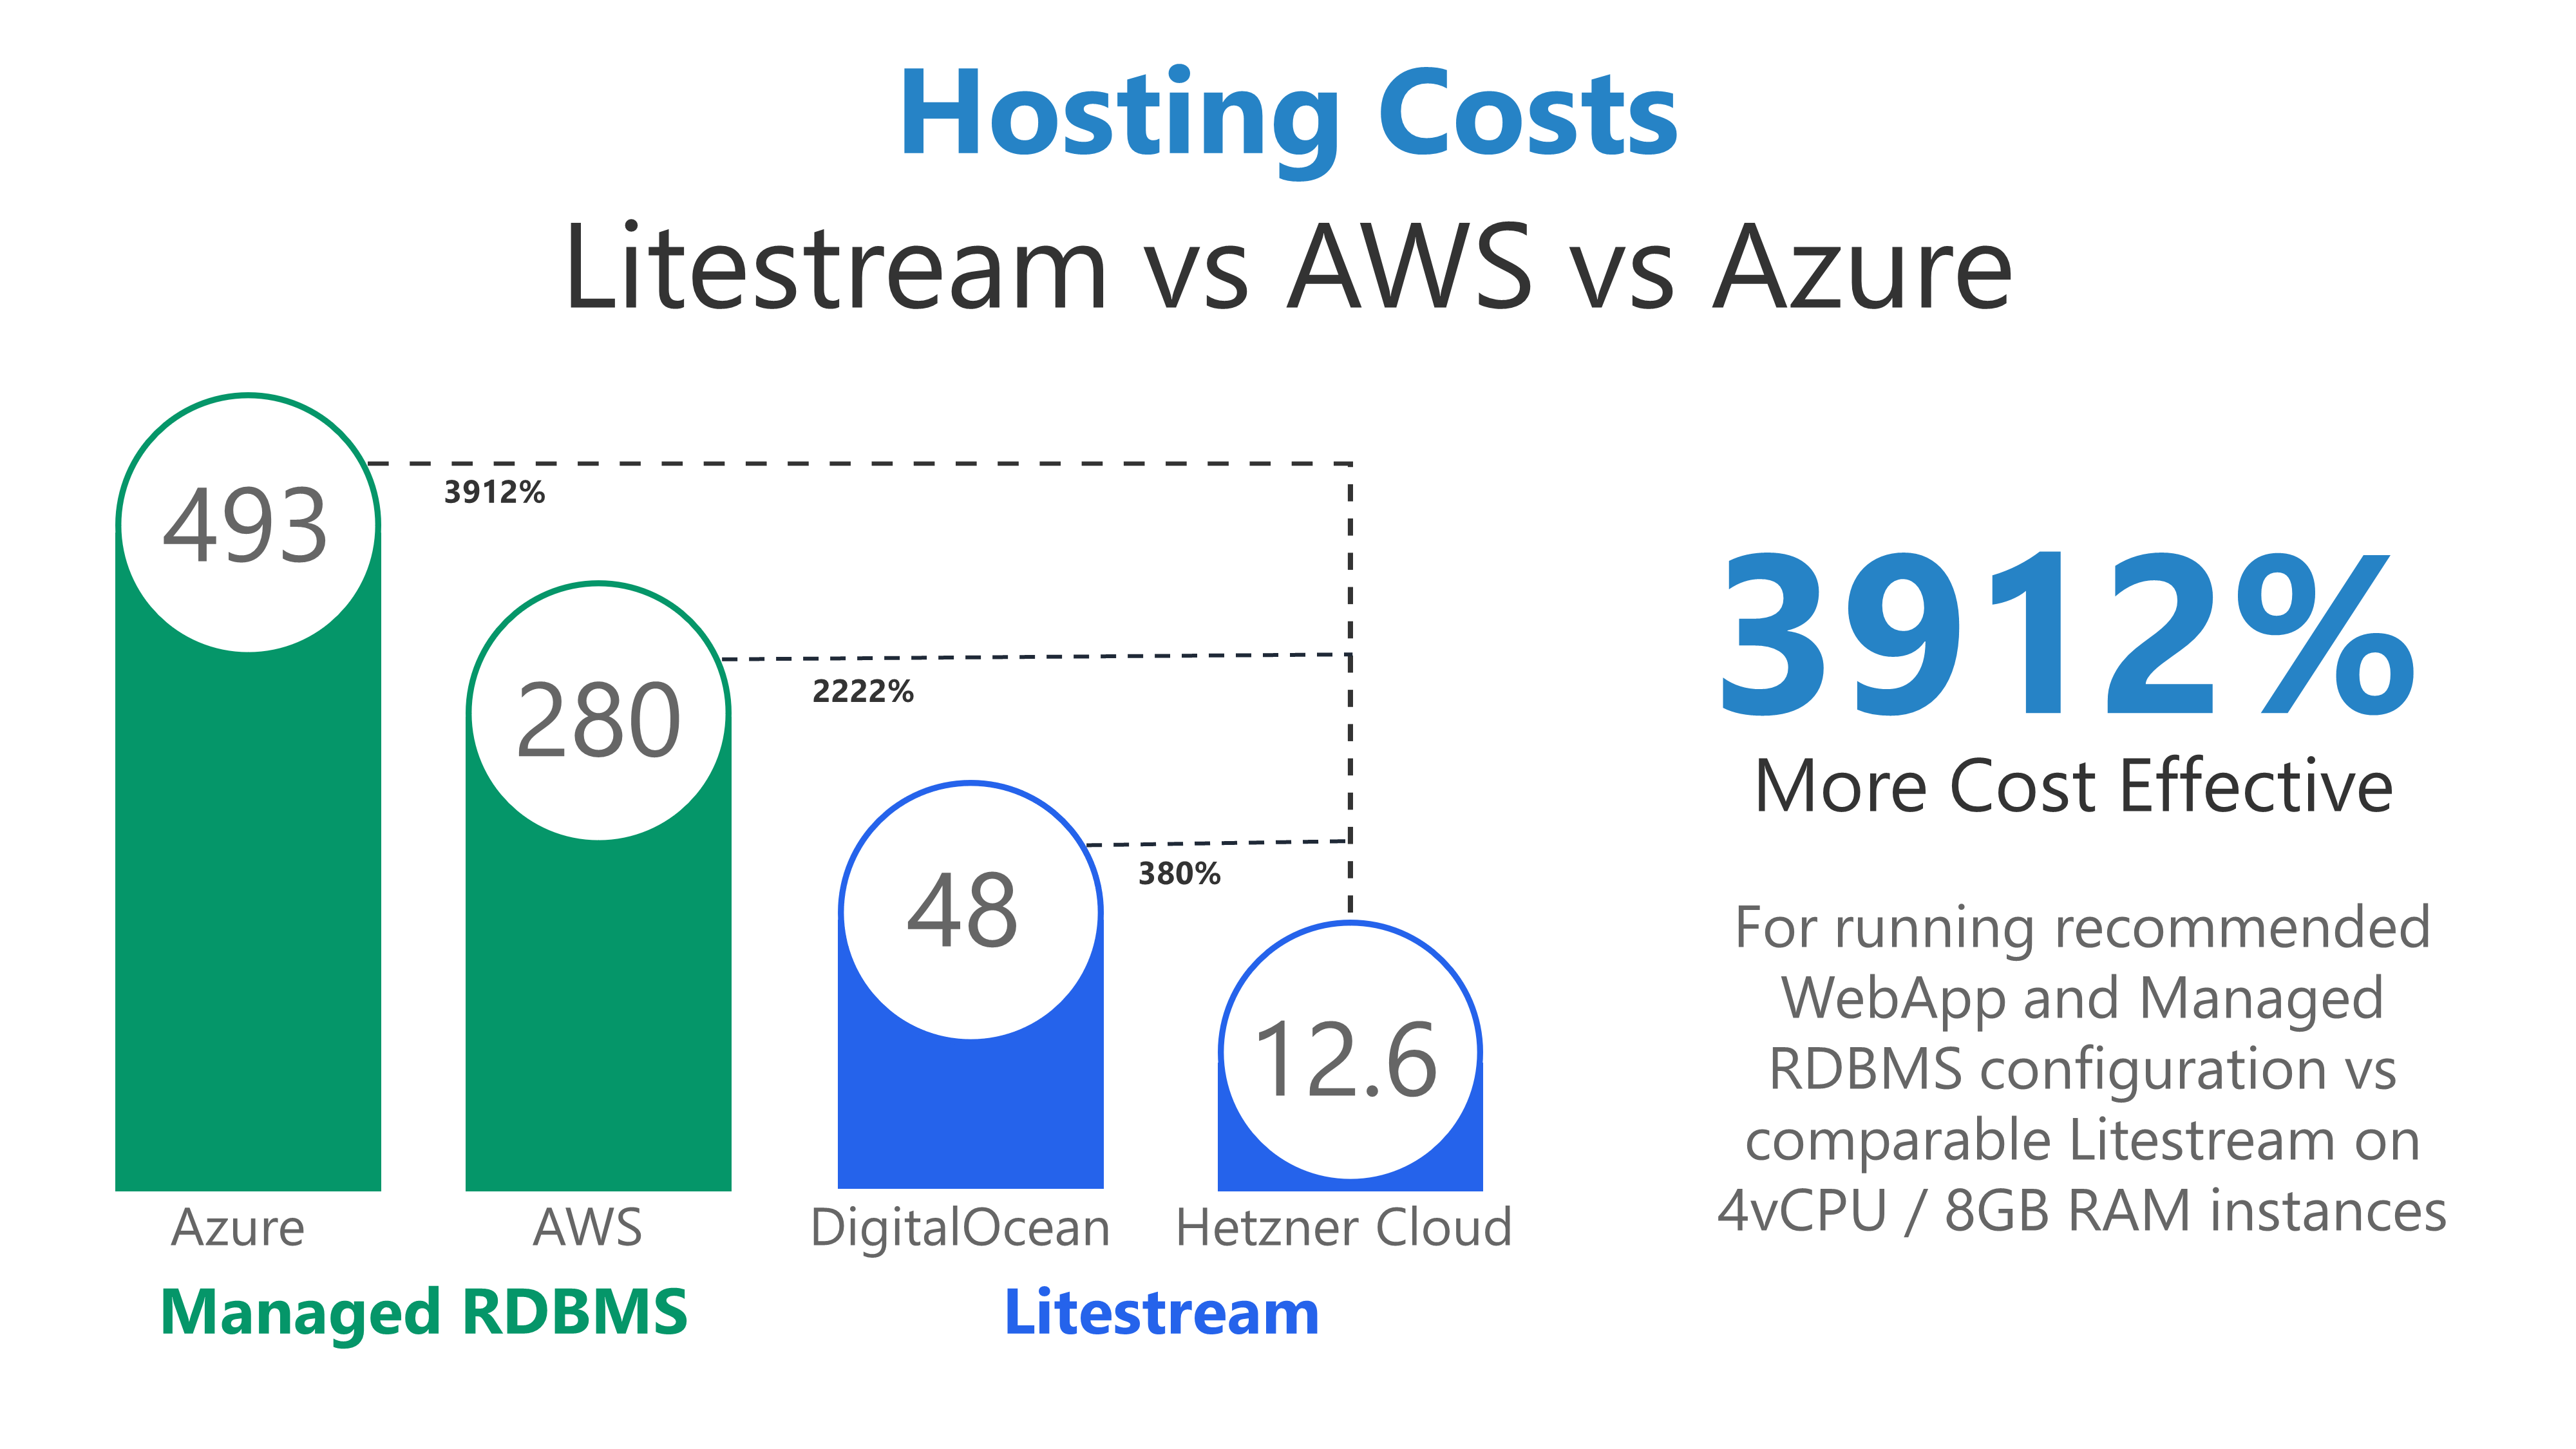 Hosting Costs
Litestream vs AWS vs Azure
493
3912%
280
2222%
48
380%
12.6
Azure
AWS
DigitalOcean
Hetzner Cloud
Managed RDBMS
Litestream
3912%
More Cost Effective
For running recommended
WebApp and Managed
RDBMS configuration vs
comparable Litestream on
4vCPU / 8GB RAM instances